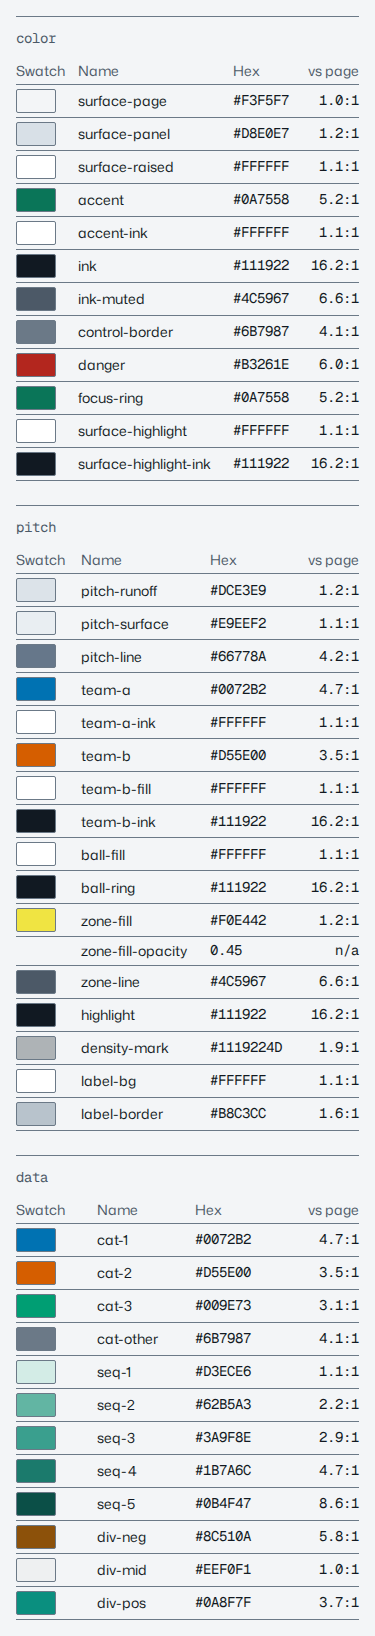 color
Swatch Name Hex vs page
surface-page #F3F5F7 1.0:1
surface-panel #D8E0E7 1.2:1
surface-raised #FFFFFF 1.1:1
accent #0A7558 5.2:1
accent-ink #FFFFFF 1.1:1
ink #111922 16.2:1
ink-muted #4C5967 6.6:1
control-border #6B7987 4.1:1
danger #B3261E 6.0:1
focus-ring #0A7558 5.2:1
surface-highlight #FFFFFF 1.1:1
surface-highlight-ink #111922 16.2:1
pitch
Swatch Name Hex vs page
pitch-runoff #DCE3E9 1.2:1
pitch-surface #E9EEF2 1.1:1
pitch-line #66778A 4.2:1
team-a #0072B2 4.7:1
team-a-ink #FFFFFF 1.1:1
team-b #D55E00 3.5:1
team-b-fill #FFFFFF 1.1:1
team-b-ink #111922 16.2:1
ball-fill #FFFFFF 1.1:1
ball-ring #111922 16.2:1
zone-fill #F0E442 1.2:1
zone-fill-opacity 0.45 n/a
zone-line #4C5967 6.6:1
highlight #111922 16.2:1
density-mark #1119224D 1.9:1
label-bg #FFFFFF 1.1:1
label-border #B8C3CC 1.6:1
data
Swatch Name Hex vs page
cat-1 #0072B2 4.7:1
cat-2 #D55E00 3.5:1
cat-3 #009E73 3.1:1
cat-other #6B7987 4.1:1
seq-1 #D3ECE6 1.1:1
seq-2 #62B5A3 2.2:1
seq-3 #3A9F8E 2.9:1
seq-4 #1B7A6C 4.7:1
seq-5 #0B4F47 8.6:1
div-neg #8C510A 5.8:1
div-mid #EEF0F1 1.0:1
div-pos #0A8F7F 3.7:1